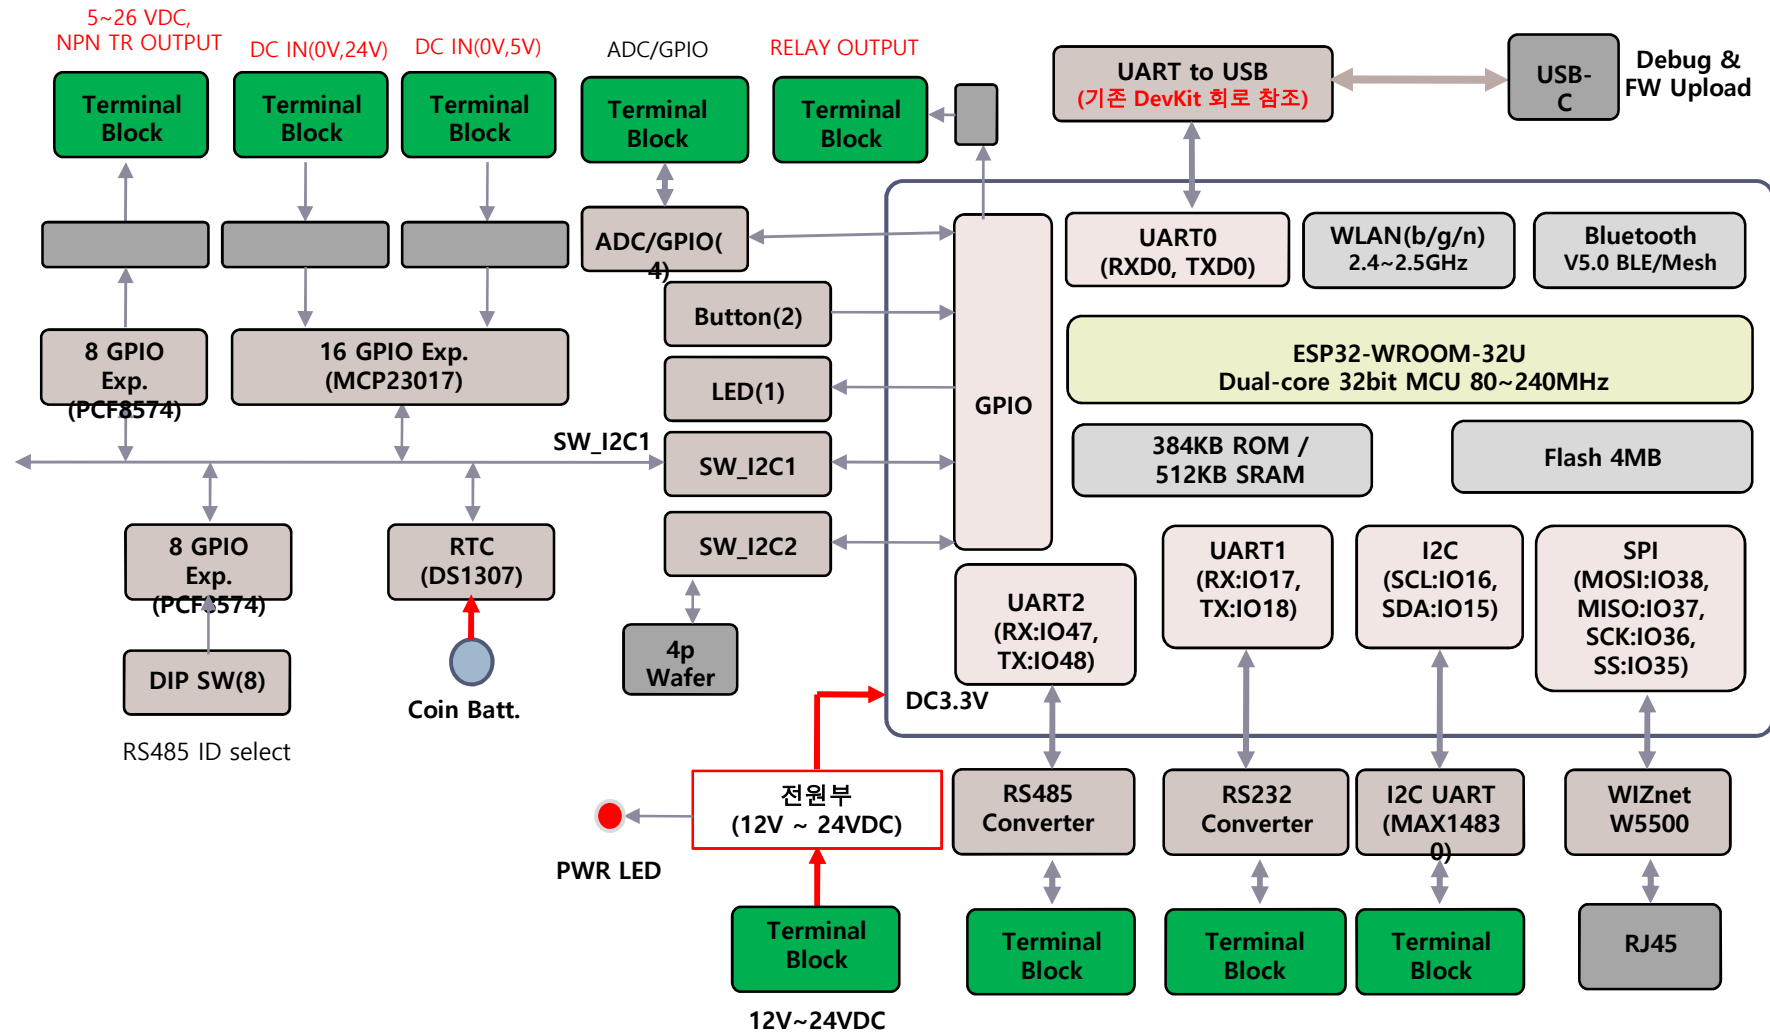 5~26 VDC,
NPN TR OUTPUT
DC IN(0V,24V)
DC IN(0V,5V)
ADC/GPIO
RELAY OUTPUT
Terminal
Block
Terminal
Block
Terminal
Block
Terminal
Block
Terminal
Block
UART to USB
(기존 DevKit 회로 참조)
USB-
C
Debug &
FW Upload
ADC/GPIO(
4)
UART0
(RXD0, TXD0)
WLAN(b/g/n)
2.4~2.5GHz
Bluetooth
V5.0 BLE/Mesh
Button(2)
8 GPIO
Exp.
(PCF8574)
16 GPIO Exp.
(MCP23017)
LED(1)
GPIO
ESP32-WROOM-32U
Dual-core 32bit MCU 80~240MHz
SW_I2C1
SW_I2C1
384KB ROM /
512KB SRAM
Flash 4MB
8 GPIO
Exp.
(PCF8574)
RTC
(DS1307)
SW_I2C2
UART2
(RX:IO47,
TX:IO48)
UART1
(RX:IO17,
TX:IO18)
I2C
(SCL:IO16,
SDA:IO15)
SPI
(MOSI:IO38,
MISO:IO37,
SCK:IO36,
SS:IO35)
DIP SW(8)
RS485 ID select
Coin Batt.
4p
Wafer
DC3.3V
전원부
(12V ~ 24VDC)
PWR LED
RS485
Converter
RS232
Converter
I2C UART
(MAX1483
0)
WIZnet
W5500
Terminal
Block
12V~24VDC
Terminal
Block
Terminal
Block
Terminal
Block
RJ45